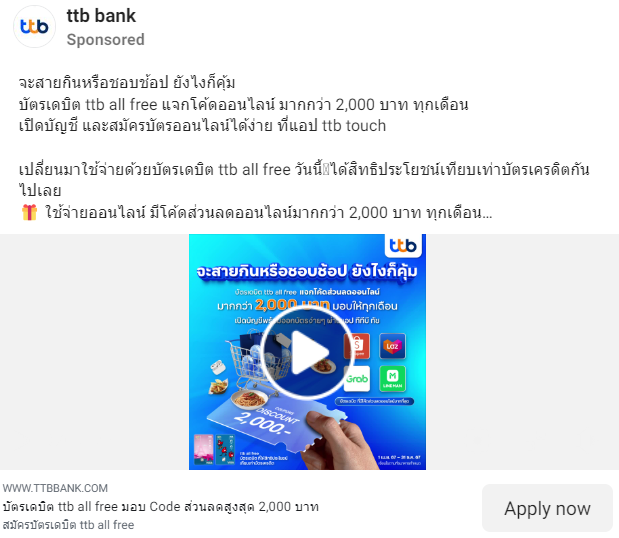 ttb
ttb bank
Sponsored
จะสายกินหรือชอบช้อป ยังไงก็คุ้ม
บัตรเดบิต ttb all free แจกโค้ดออนไลน์ มากกว่า 2,000 บาท ทุกเดือน
เปิดบัญชี และสมัครบัตรออนไลน์ได้ง่าย ที่แอป ttb touch
เปลี่ยนมาใช้จ่ายด้วยบัตรเดบิต ttb all free วันนี้ได้สิทธิประโยชน์เทียบเท่าบัตรเครดิตกัน
ไปเลย
🎁 ใช้จ่ายออนไลน์ มีโค้ดส่วนลดออนไลน์มากกว่า 2,000 บาท ทุกเดือน...
ttb
จะสายกินหรือชอบช้อป ยังไงก็คุ้ม
บัตรเดบิต ttb all free แจกโค้ดส่วนลดออนไลน์
มากกว่า 2,000 บาท มอบให้ทุกเดือน
LAZ
Grab
LINE MAN
DISCOUNT
2,000.-
ttb all free
WWW.TTBBANK.COM
บัตรเดบิต ttb all free มอบ Code ส่วนลดสูงสุด 2,000 บาท
สมัครบัตรเดบิต ttb all free
Apply now